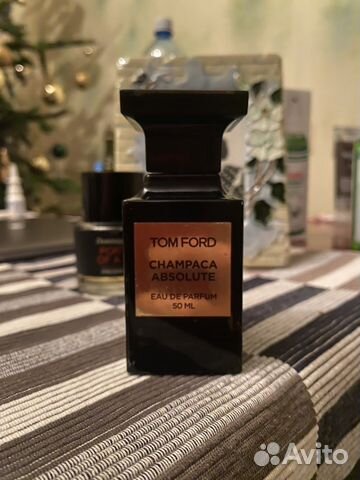 TOM FORD
CHAMPACA
ABSOLUTE
EAU DE PARFUM
50 ML
Avito